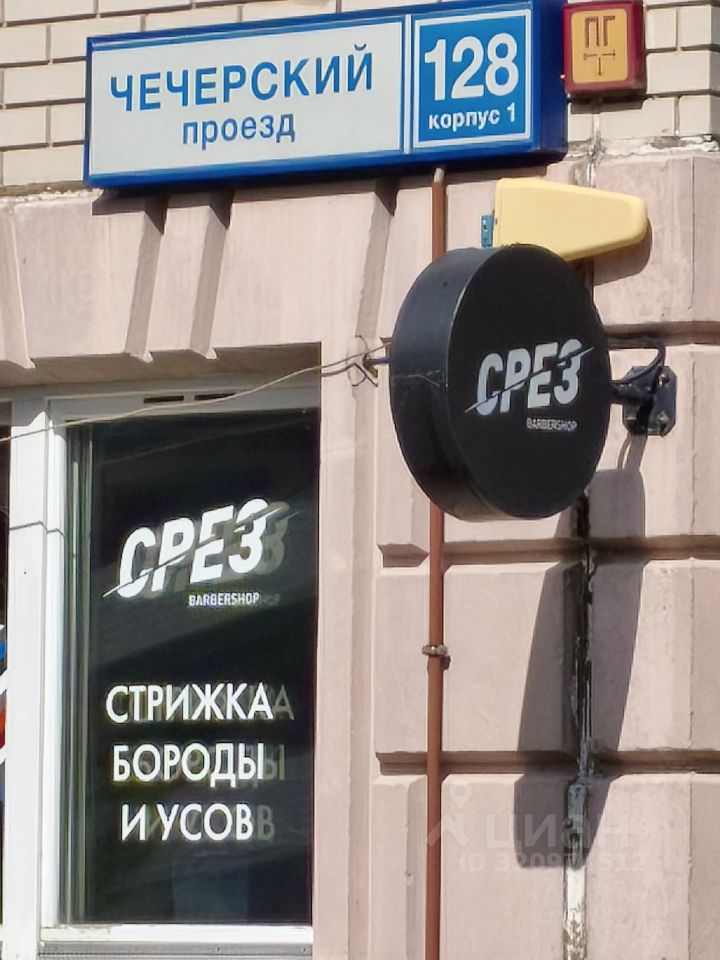 ЧЕЧЕРСКИЙ
проезд
128
корпус 1
ПГ
СРЕЗ
BARBERSHOP
СРЕЗ
BARBERSHOP
СТРИЖКА
БОРОДЫ
И УСОВ
циан